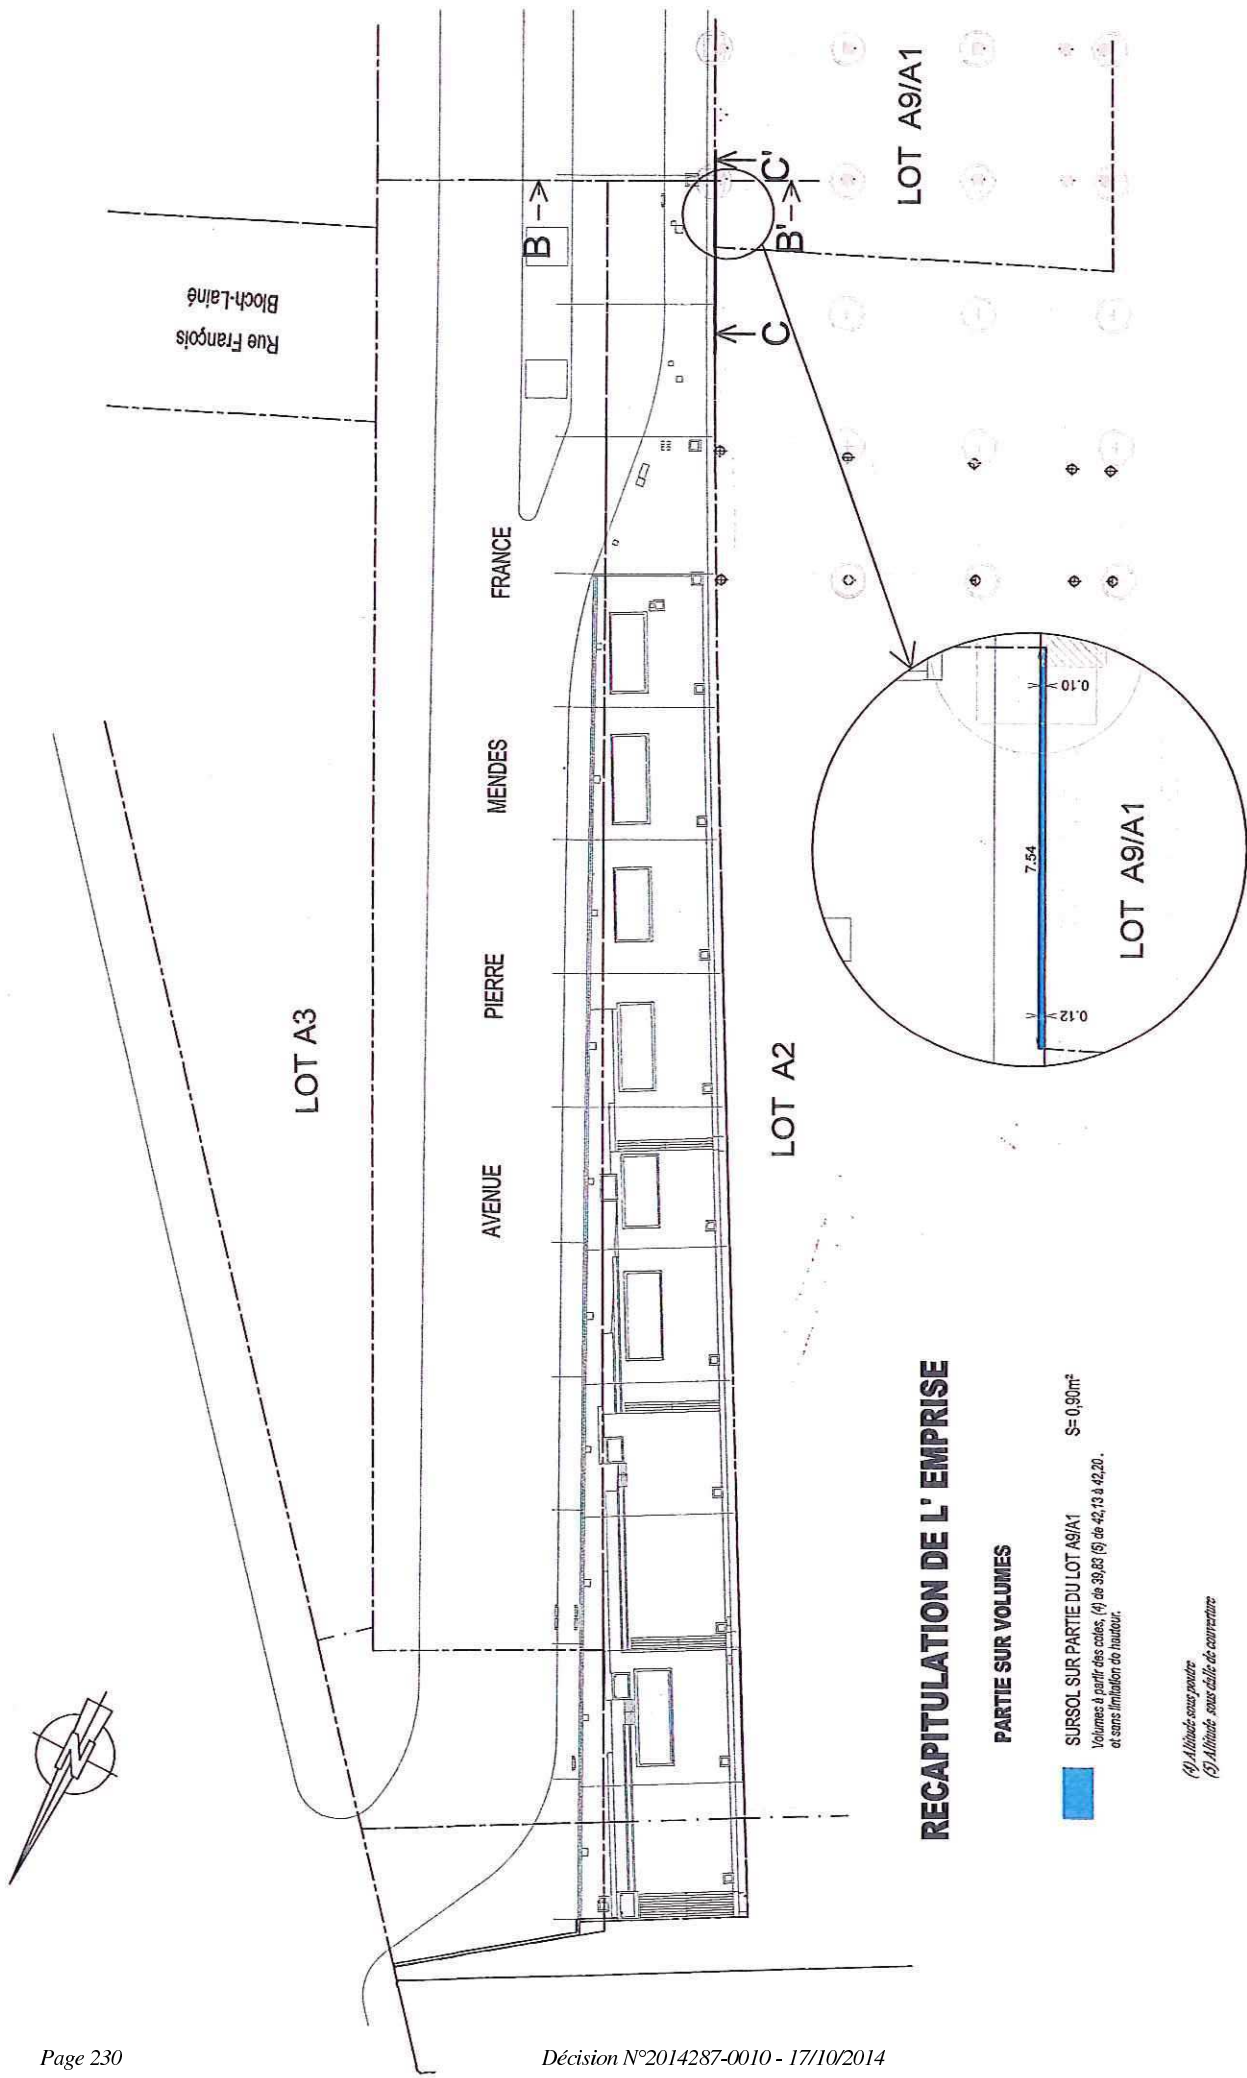 Rue François
Bloch-Lainé
B
B'
C
C'
LOT A9/A1
LOT A3
AVENUE
PIERRE
MENDES
FRANCE
LOT A2
7.54
0.12
0.10
LOT A9/A1
N
RECAPITULATION DE L' EMPRISE
PARTIE SUR VOLUMES
SURSOL SUR PARTIE DU LOT A9/A1 S= 0,90m²
Volumes à partir des cotes, (4) de 39,83 (5) de 42,13 à 42,20.
et sans limitation de hauteur.
(4) Altitude sous poutre
(5) Altitude sous dalle de couverture
Page 230
Décision N°2014287-0010 - 17/10/2014